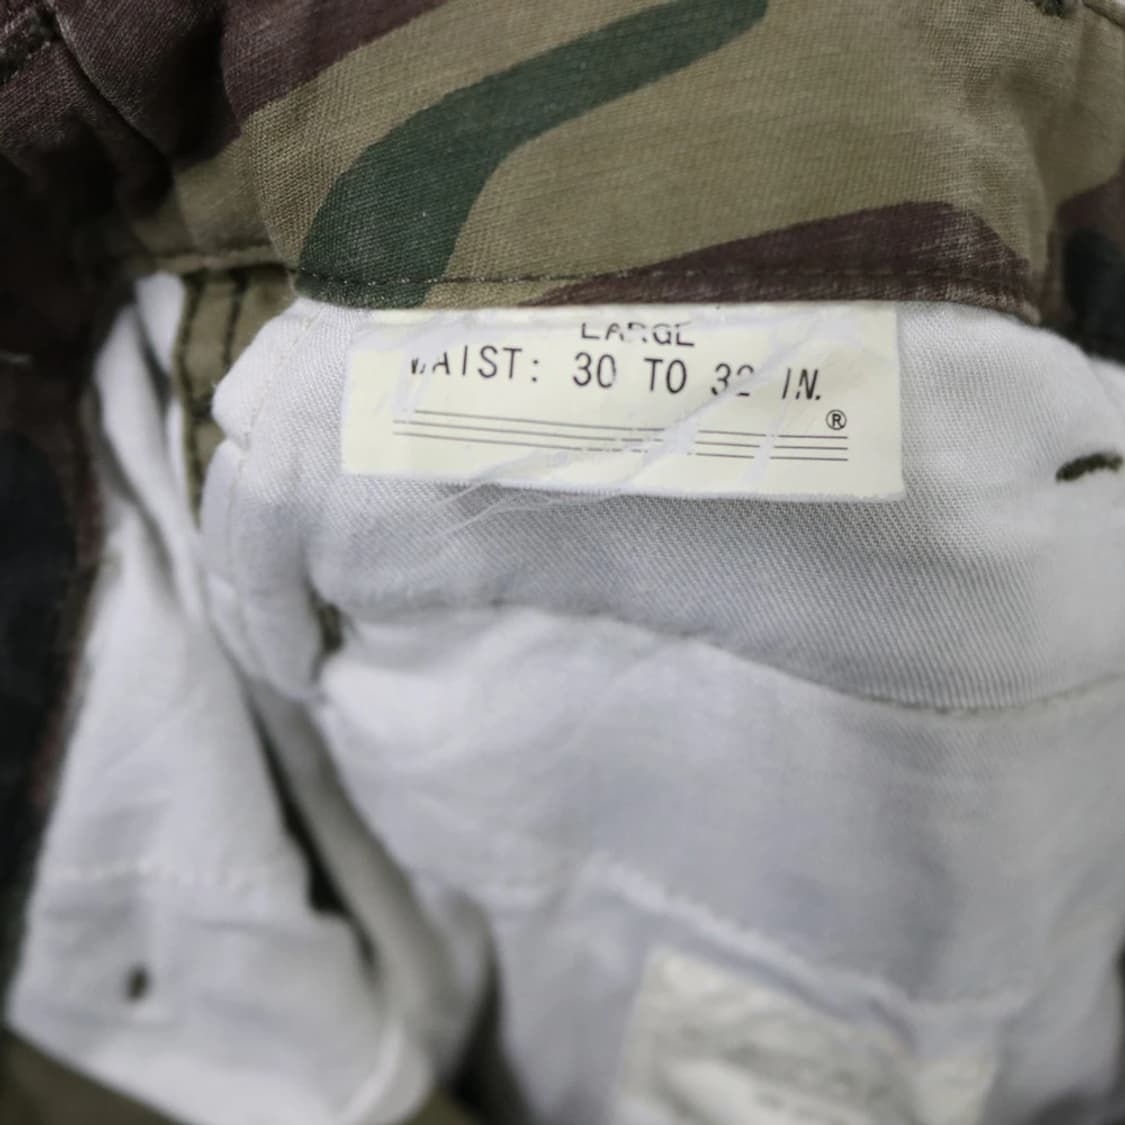 LARGE
WAIST: 30 TO 32 IN.
®